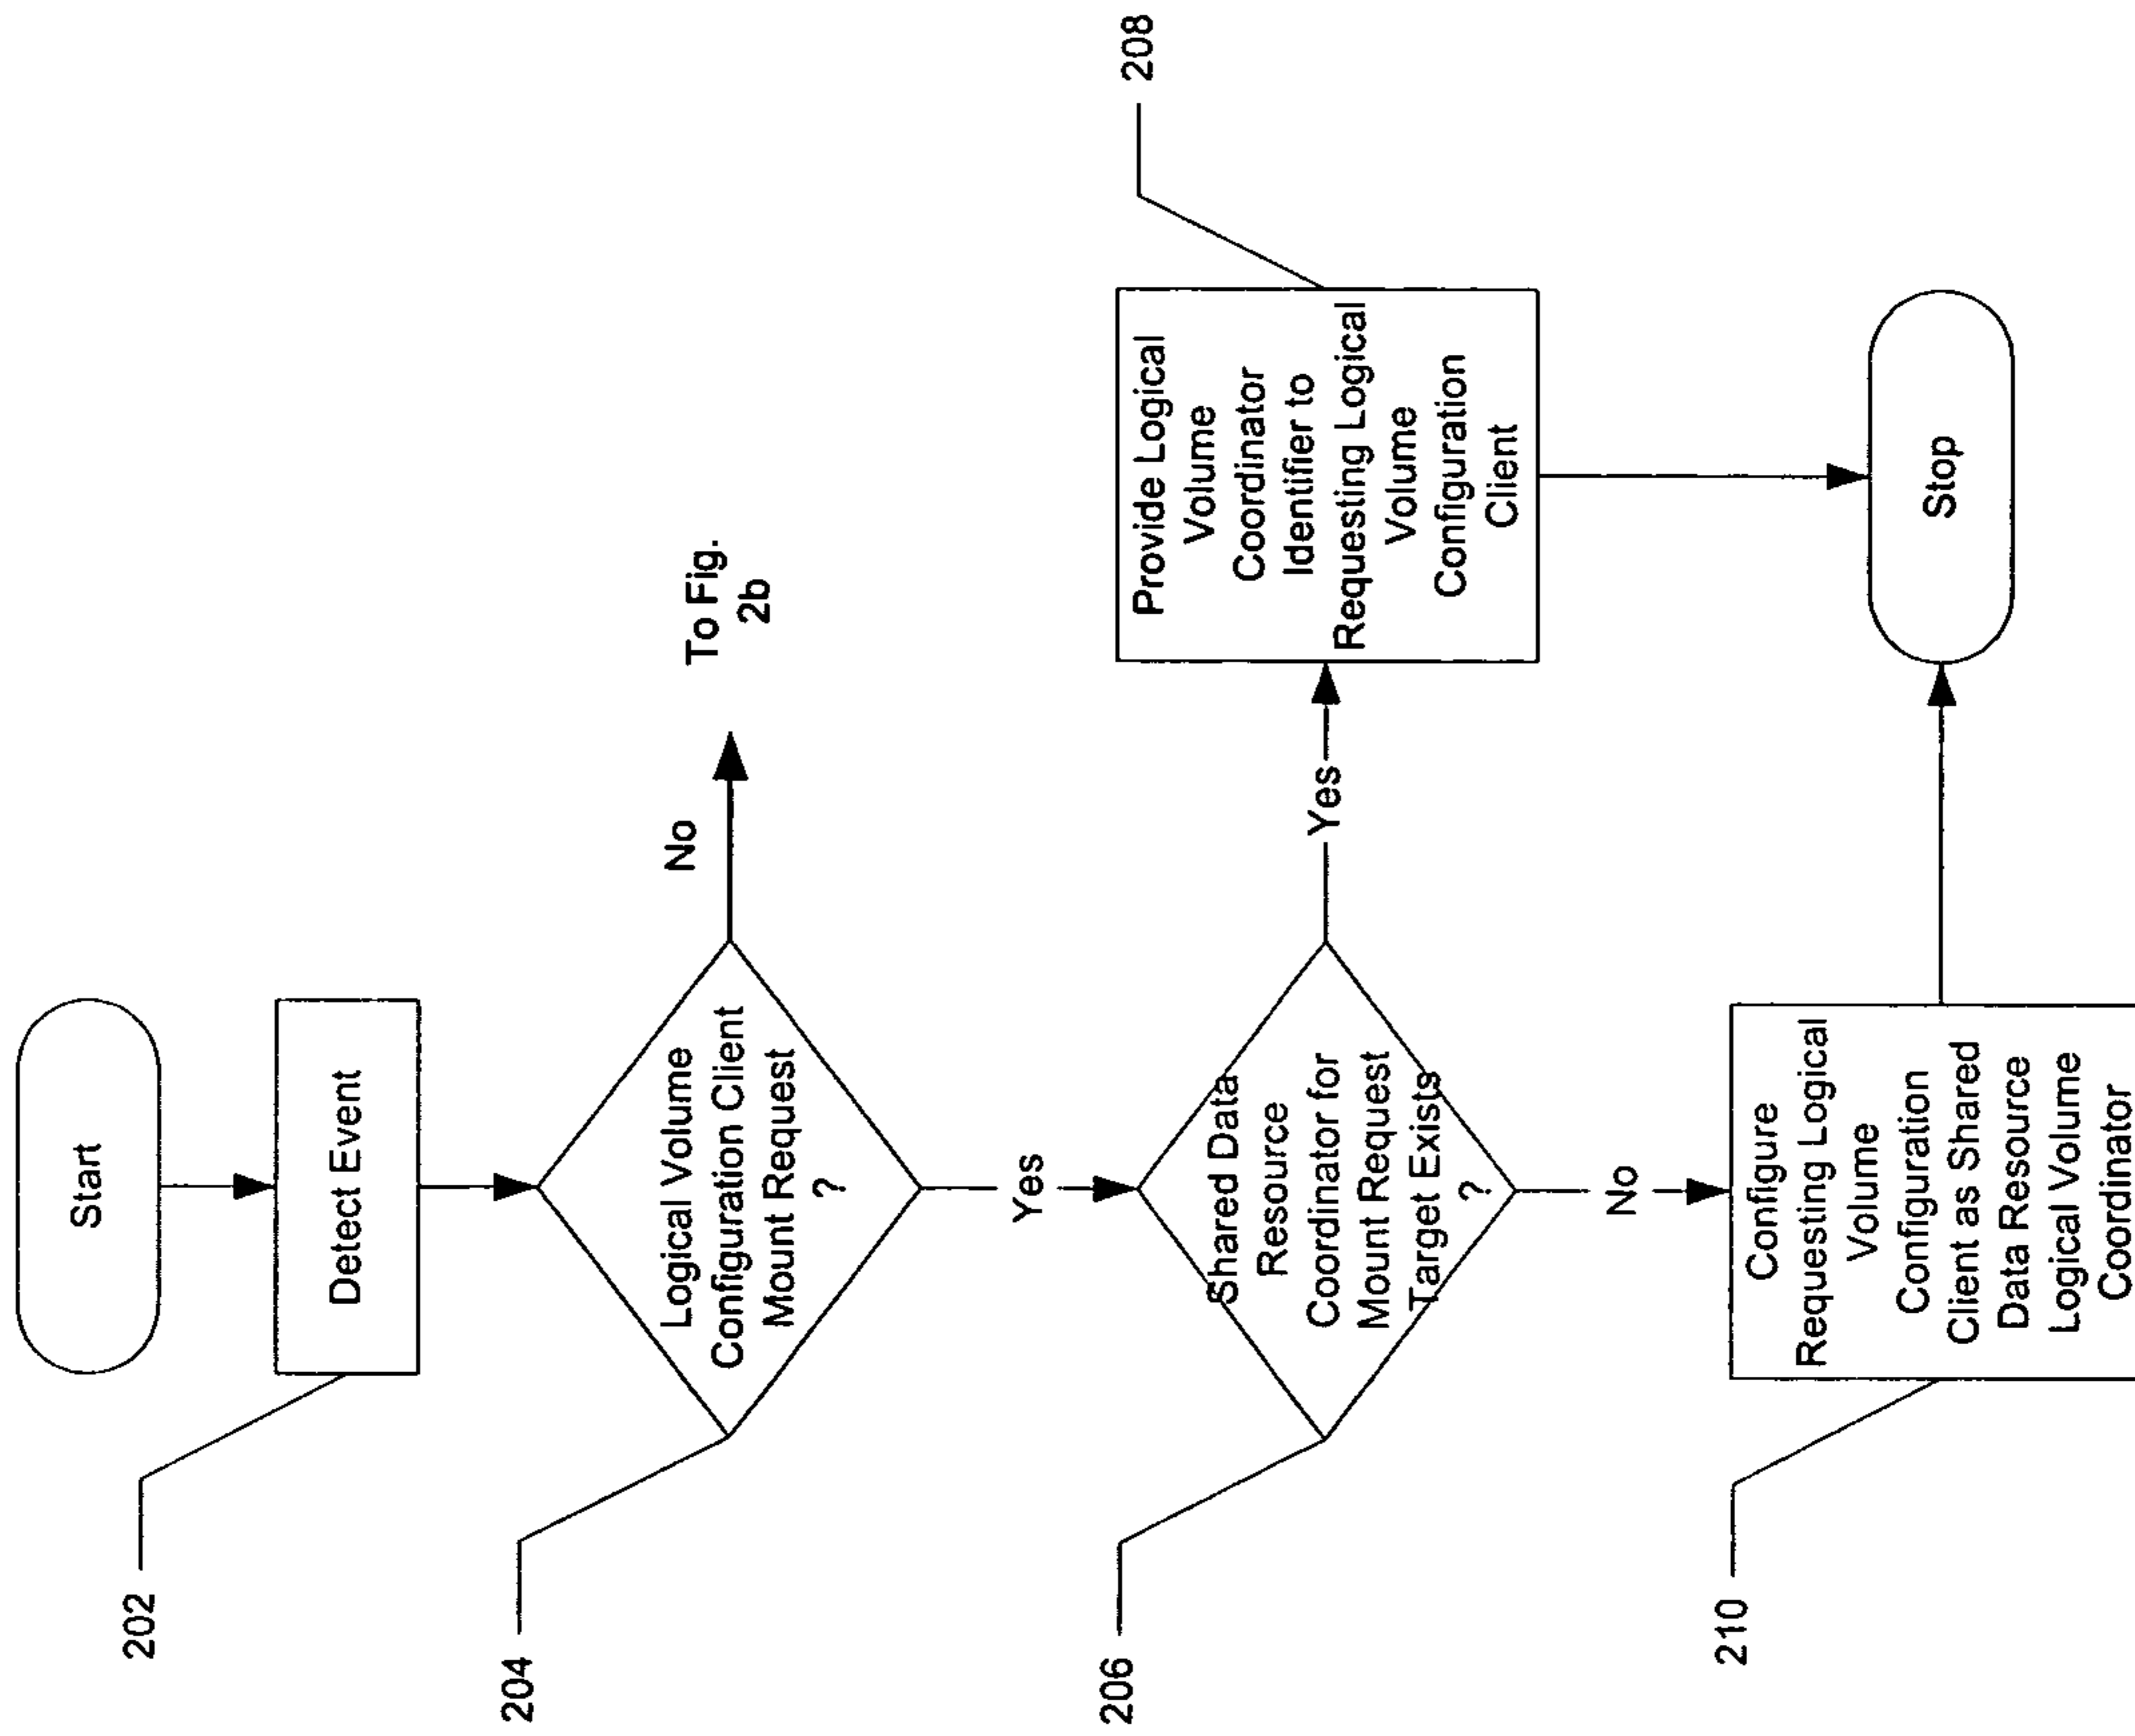 Start
202
Detect Event
204
Logical Volume
Configuration Client
Mount Request
?
No
To Fig.
2b
Yes
206
Shared Data
Resource
Coordinator for
Mount Request
Target Exists
?
Yes
208
Provide Logical
Volume
Coordinator
Identifier to
Requesting Logical
Volume
Configuration
Client
No
210
Configure
Requesting Logical
Volume
Configuration
Client as Shared
Data Resource
Logical Volume
Coordinator
Stop